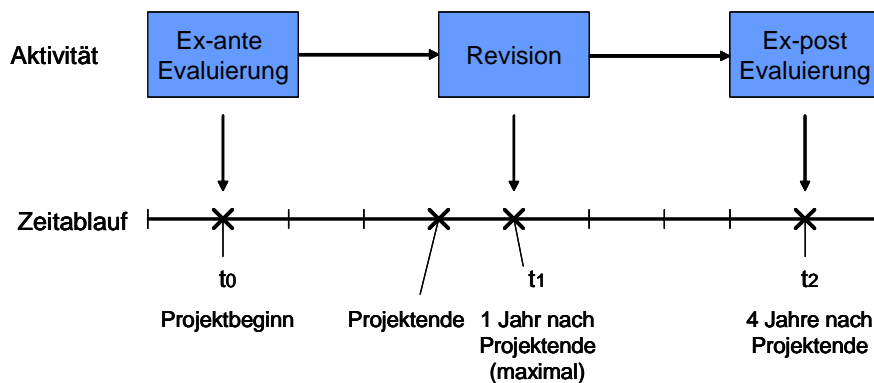 Aktivität
Ex-ante
Evaluierung
Revision
Ex-post
Evaluierung
Zeitablauf
t0
t1
t2
Projektbeginn
Projektende
1 Jahr nach
Projektende
(maximal)
4 Jahre nach
Projektende